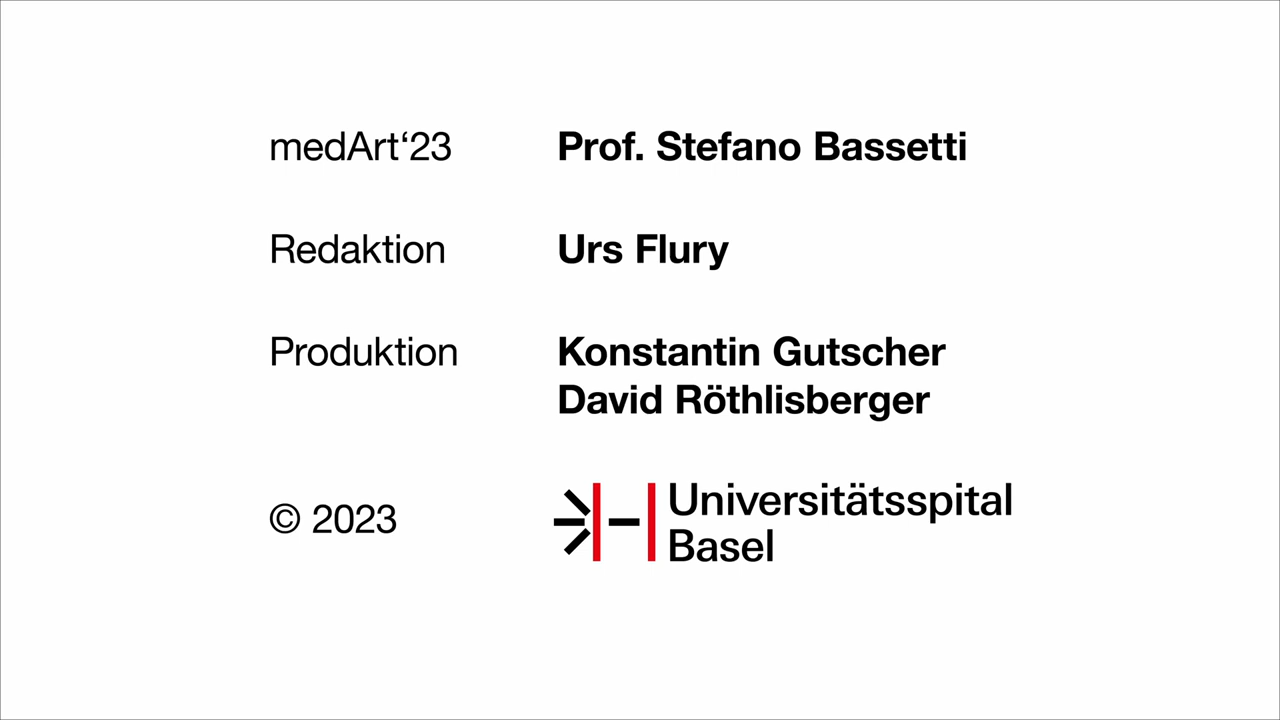 medArt‘23 Prof. Stefano Bassetti
Redaktion Urs Flury
Produktion Konstantin Gutscher
David Röthlisberger
© 2023 Universitätsspital
Basel